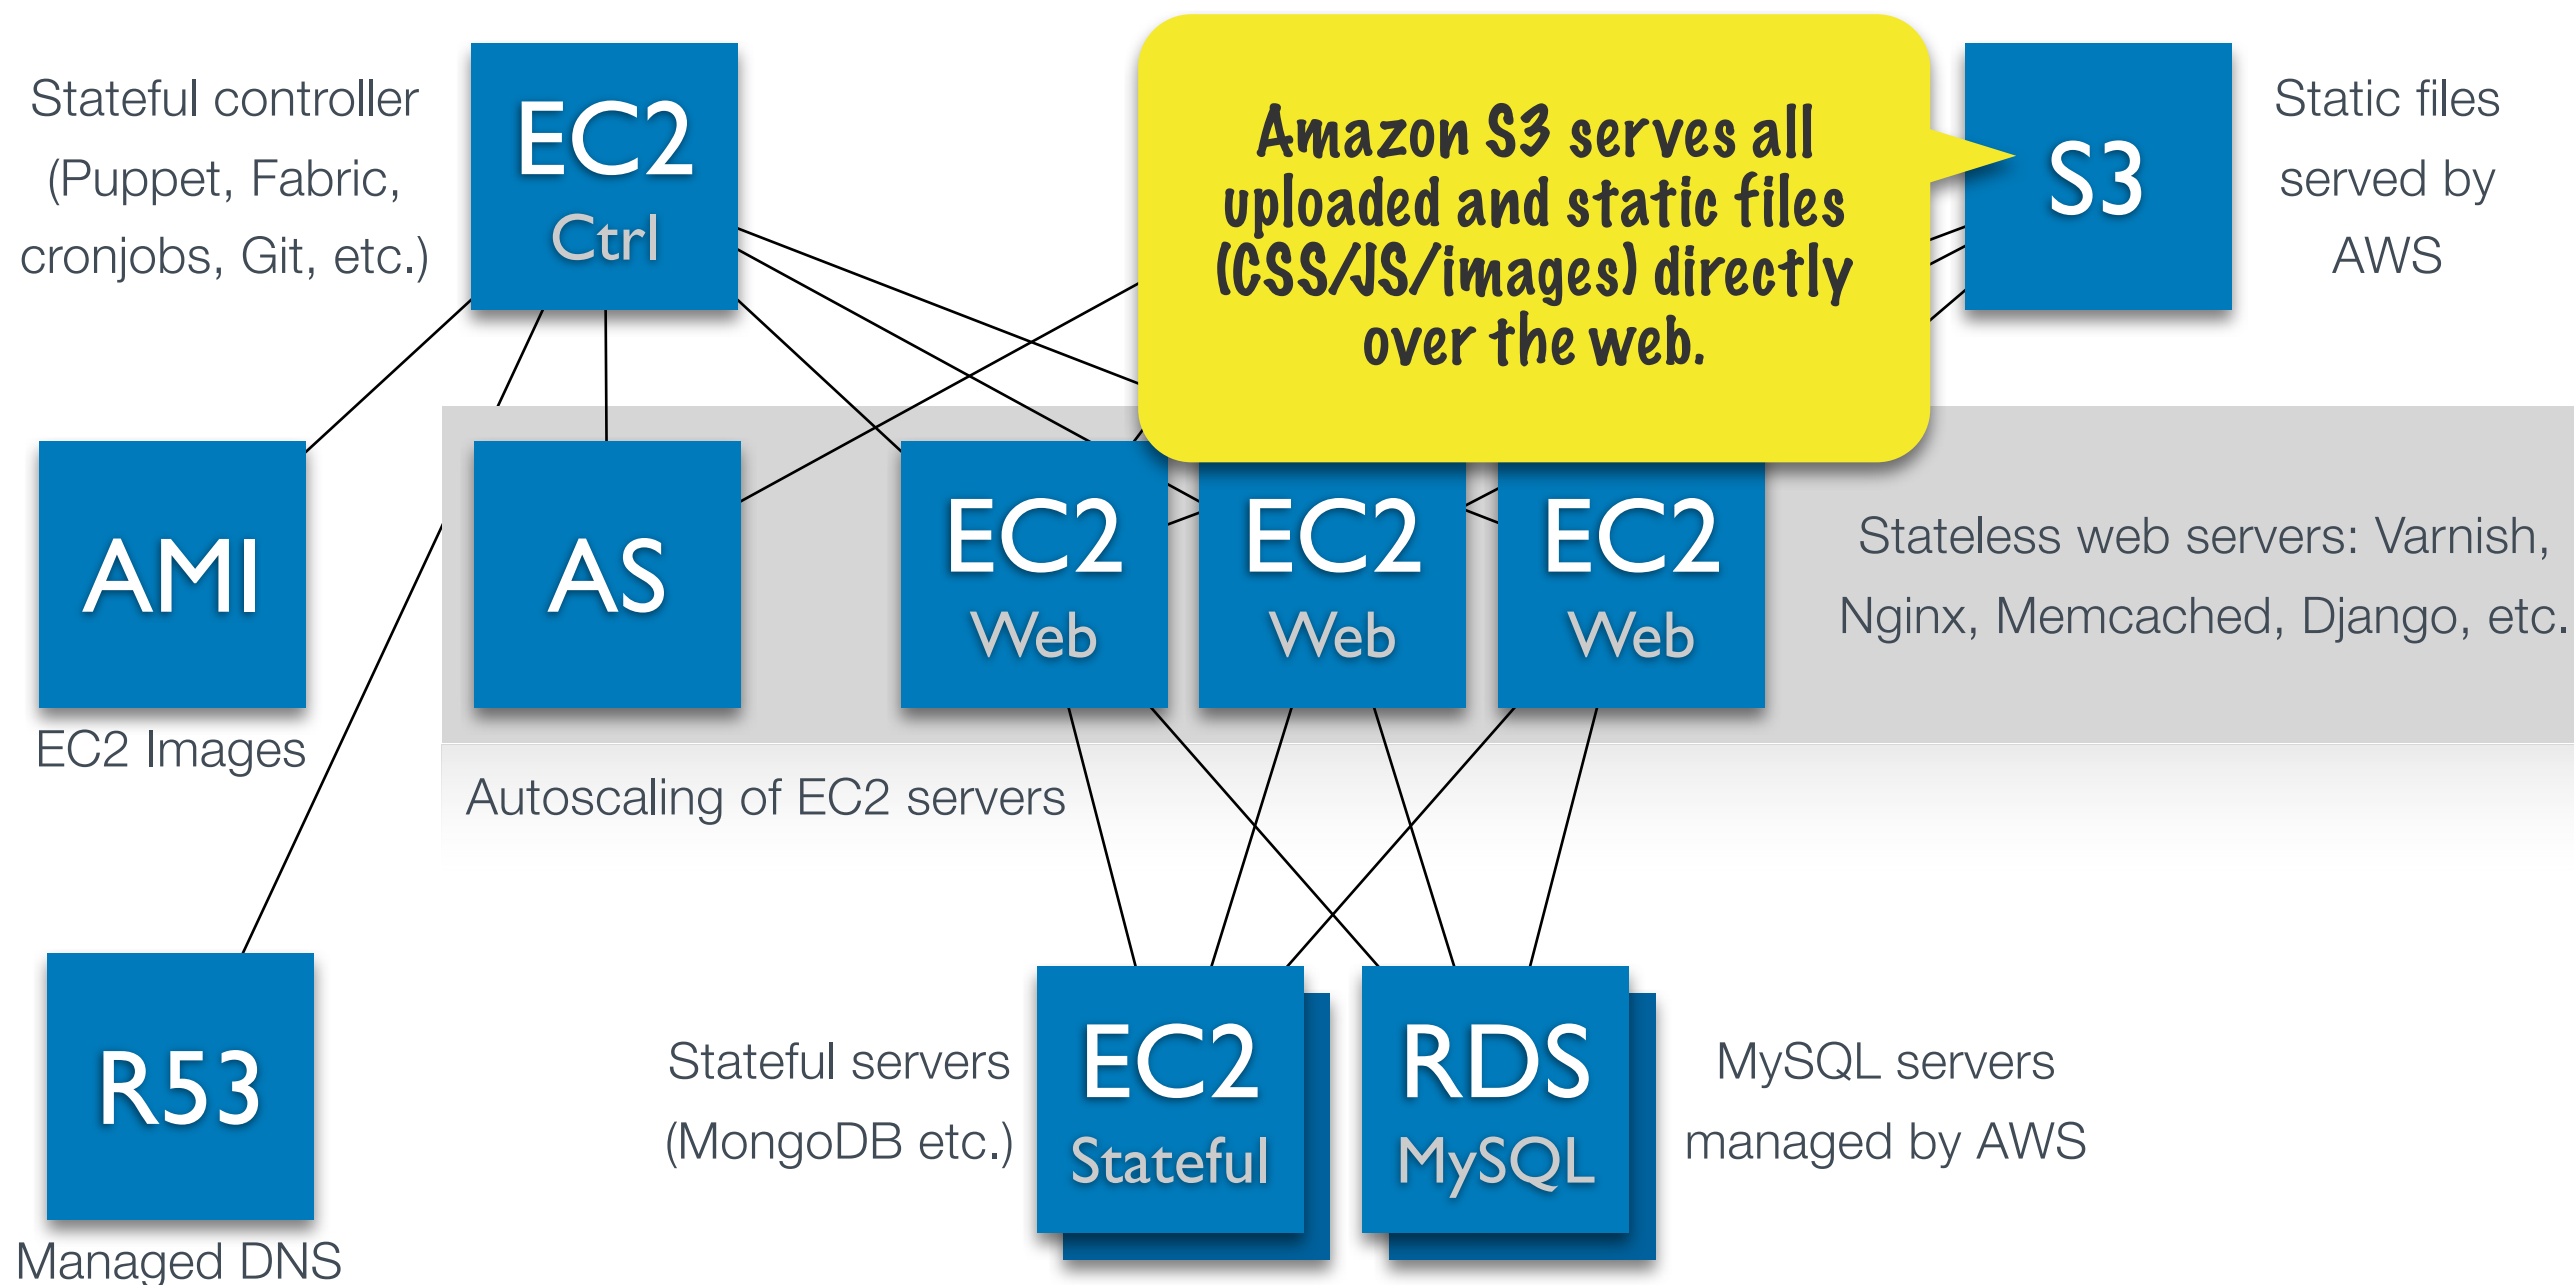 Stateful controller
(Puppet, Fabric,
cronjobs, Git, etc.)
EC2
Ctrl
Amazon S3 serves all
uploaded and static files
(CSS/JS/images) directly
over the web.
S3
Static files
served by
AWS
AMI
EC2 Images
AS
EC2
Web
EC2
Web
EC2
Web
Stateless web servers: Varnish,
Nginx, Memcached, Django, etc.
Autoscaling of EC2 servers
R53
Managed DNS
Stateful servers
(MongoDB etc.)
EC2
Stateful
RDS
MySQL
MySQL servers
managed by AWS